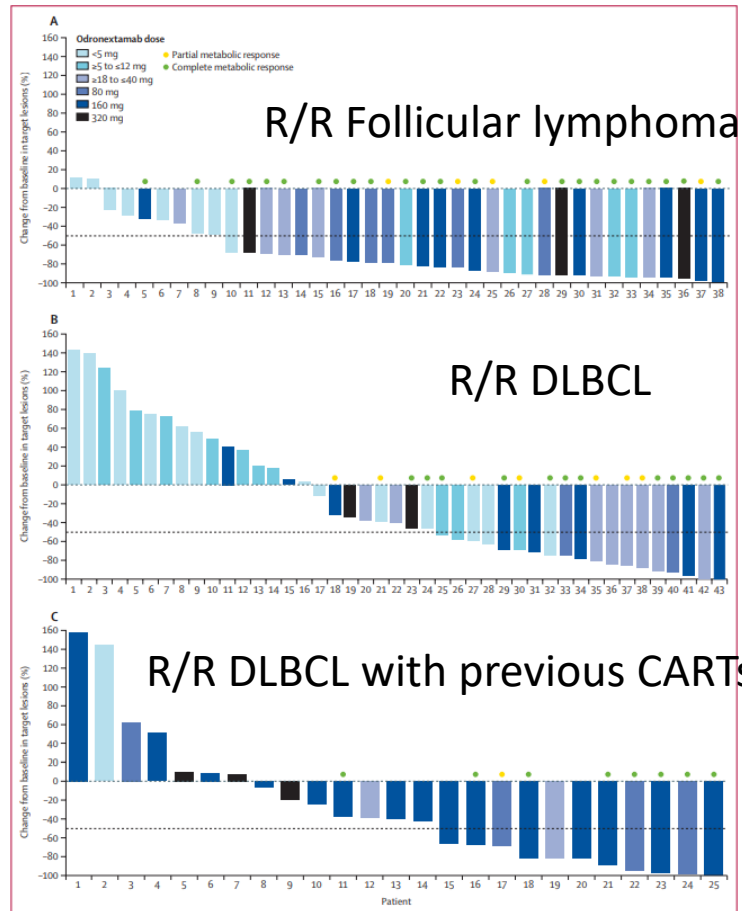 A
Odronextamab dose
<5 mg
≥5 to ≤12 mg
≥18 to ≤40 mg
80 mg
160 mg
320 mg
Partial metabolic response
Complete metabolic response
R/R Follicular lymphoma
Change from baseline in target lesions (%)
160
140
120
100
80
60
40
20
0
−20
−40
−60
−80
−100
1 2 3 4 5 6 7 8 9 10 11 12 13 14 15 16 17 18 19 20 21 22 23 24 25 26 27 28 29 30 31 32 33 34 35 36 37 38
B
R/R DLBCL
Change from baseline in target lesions (%)
160
140
120
100
80
60
40
20
0
−20
−40
−60
−80
−100
1 2 3 4 5 6 7 8 9 10 11 12 13 14 15 16 17 18 19 20 21 22 23 24 25 26 27 28 29 30 31 32 33 34 35 36 37 38 39 40 41 42 43
C
R/R DLBCL with previous CARTs
Change from baseline in target lesions (%)
160
140
120
100
80
60
40
20
0
−20
−40
−60
−80
−100
1 2 3 4 5 6 7 8 9 10 11 12 13 14 15 16 17 18 19 20 21 22 23 24 25
Patient